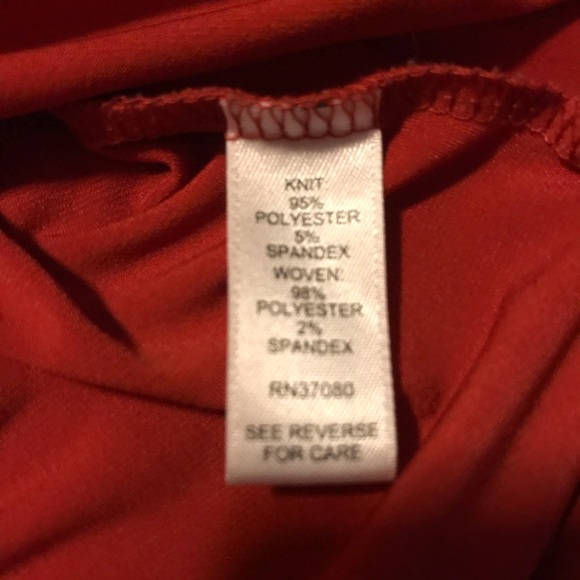 KNIT:
95%
POLYESTER
5%
SPANDEX
WOVEN:
98%
POLYESTER
2%
SPANDEX
RN37080
SEE REVERSE
FOR CARE